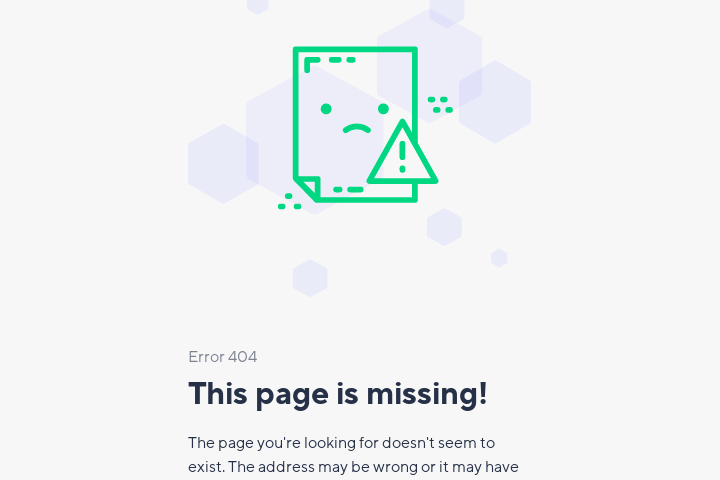 Error 404
This page is missing!
The page you're looking for doesn't seem to
exist. The address may be wrong or it may have